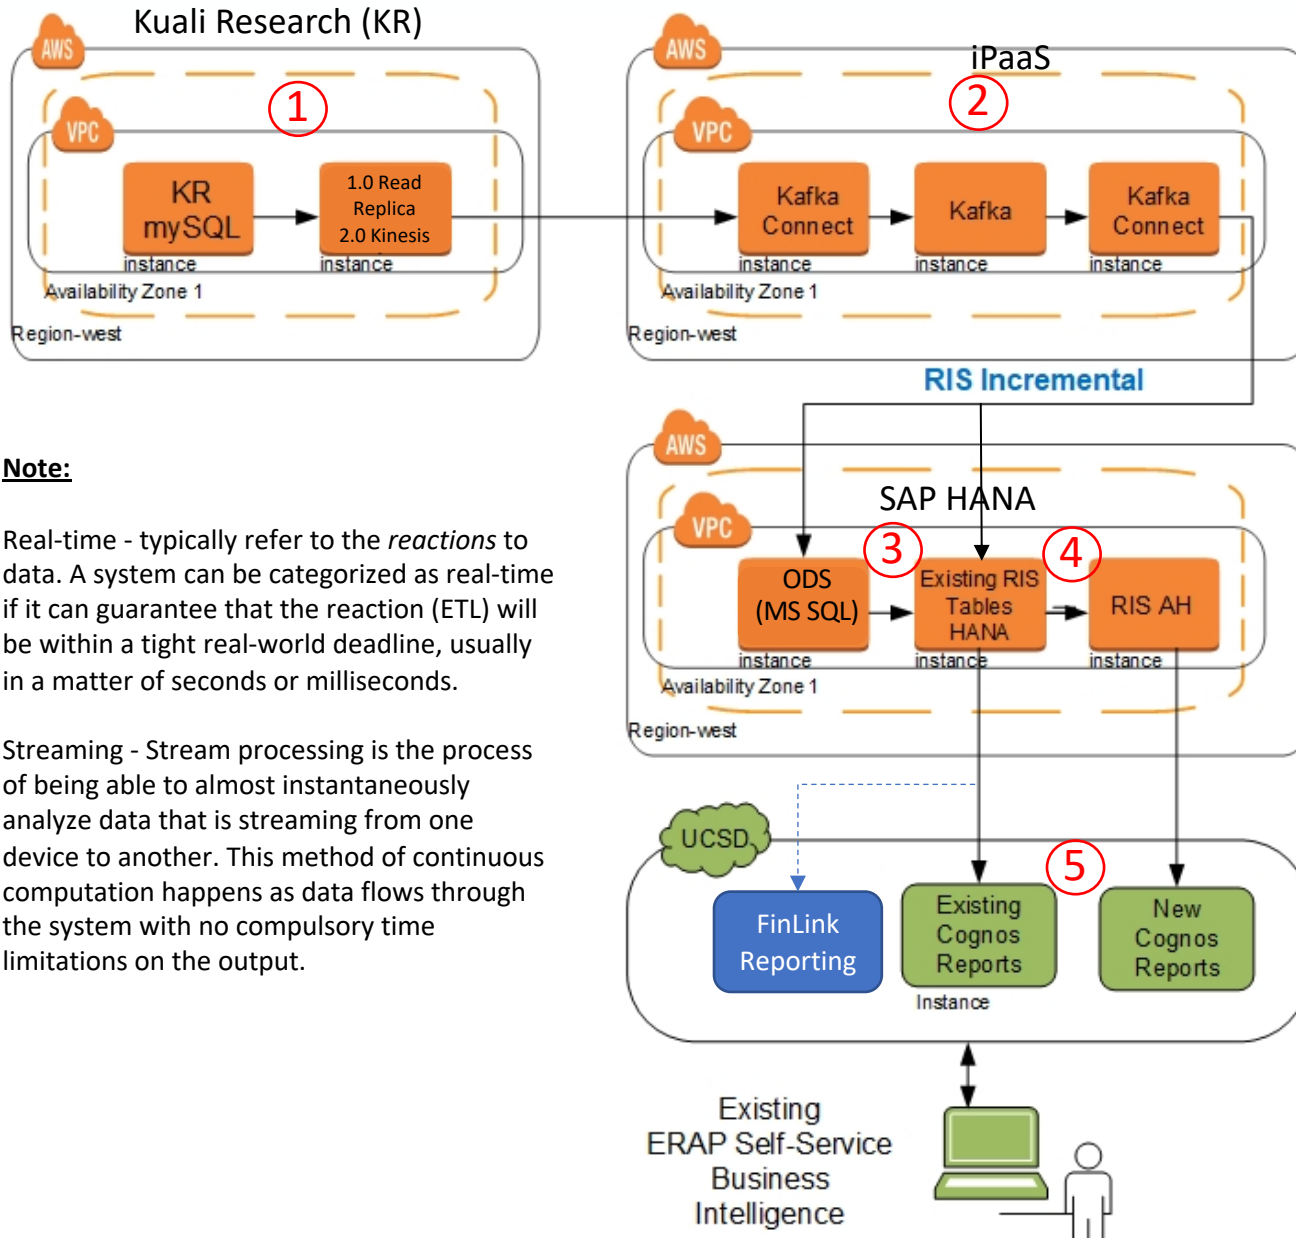 Kuali Research (KR)
AWS
1
VPC
KR
mySQL
instance
1.0 Read
Replica
2.0 Kinesis
instance
Availability Zone 1
Region-west
AWS
iPaaS
2
VPC
Kafka
Connect
instance
Kafka
instance
Kafka
Connect
instance
Availability Zone 1
Region-west
RIS Incremental
Note:
Real-time - typically refer to the reactions to
data. A system can be categorized as real-time
if it can guarantee that the reaction (ETL) will
be within a tight real-world deadline, usually
in a matter of seconds or milliseconds.
Streaming - Stream processing is the process
of being able to almost instantaneously
analyze data that is streaming from one
device to another. This method of continuous
computation happens as data flows through
the system with no compulsory time
limitations on the output.
AWS
SAP HANA
VPC
3
4
ODS
(MS SQL)
instance
Existing RIS
Tables
HANA
instance
RIS AH
instance
Availability Zone 1
Region-west
UCSD
5
FinLink
Reporting
Existing
Cognos
Reports
Instance
New
Cognos
Reports
Existing
ERAP Self-Service
Business
Intelligence